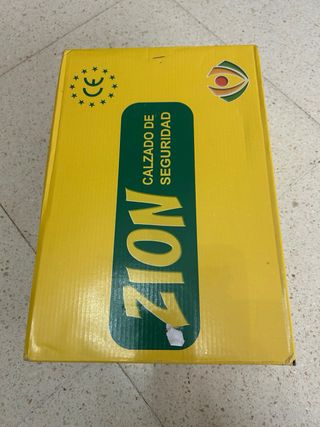 CE
ZION
CALZADO DE
SEGURIDAD